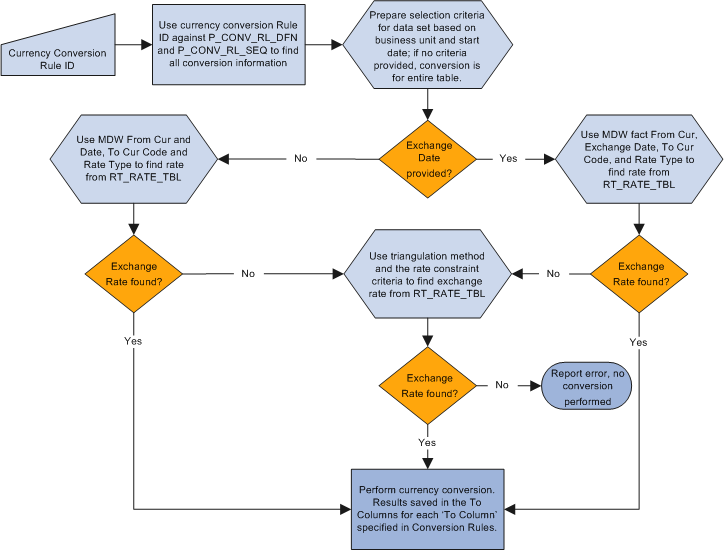 Currency Conversion
Rule ID
Use currency conversion Rule
ID against P_CONV_RL_DFN
and P_CONV_RL_SEQ to find
all conversion information
Prepare selection criteria
for data set based on
business unit and start
date; if no criteria
provided, conversion is
for entire table.
Use MDW From Cur and
Date, To Cur Code and
Rate Type to find rate
from RT_RATE_TBL
No
Exchange
Date
provided?
Yes
Use MDW fact From Cur,
Exchange Date, To Cur
Code, and Rate Type to
find rate from
RT_RATE_TBL
Exchange
Rate found?
No
Use triangulation method
and the rate constraint
criteria to find exchange
rate from RT_RATE_TBL
No
Exchange
Rate found?
Yes
Yes
Exchange
Rate found?
No
Report error, no
conversion
performed
Yes
Perform currency conversion.
Results saved in the To
Columns for each ‘To Column’
specified in Conversion Rules.